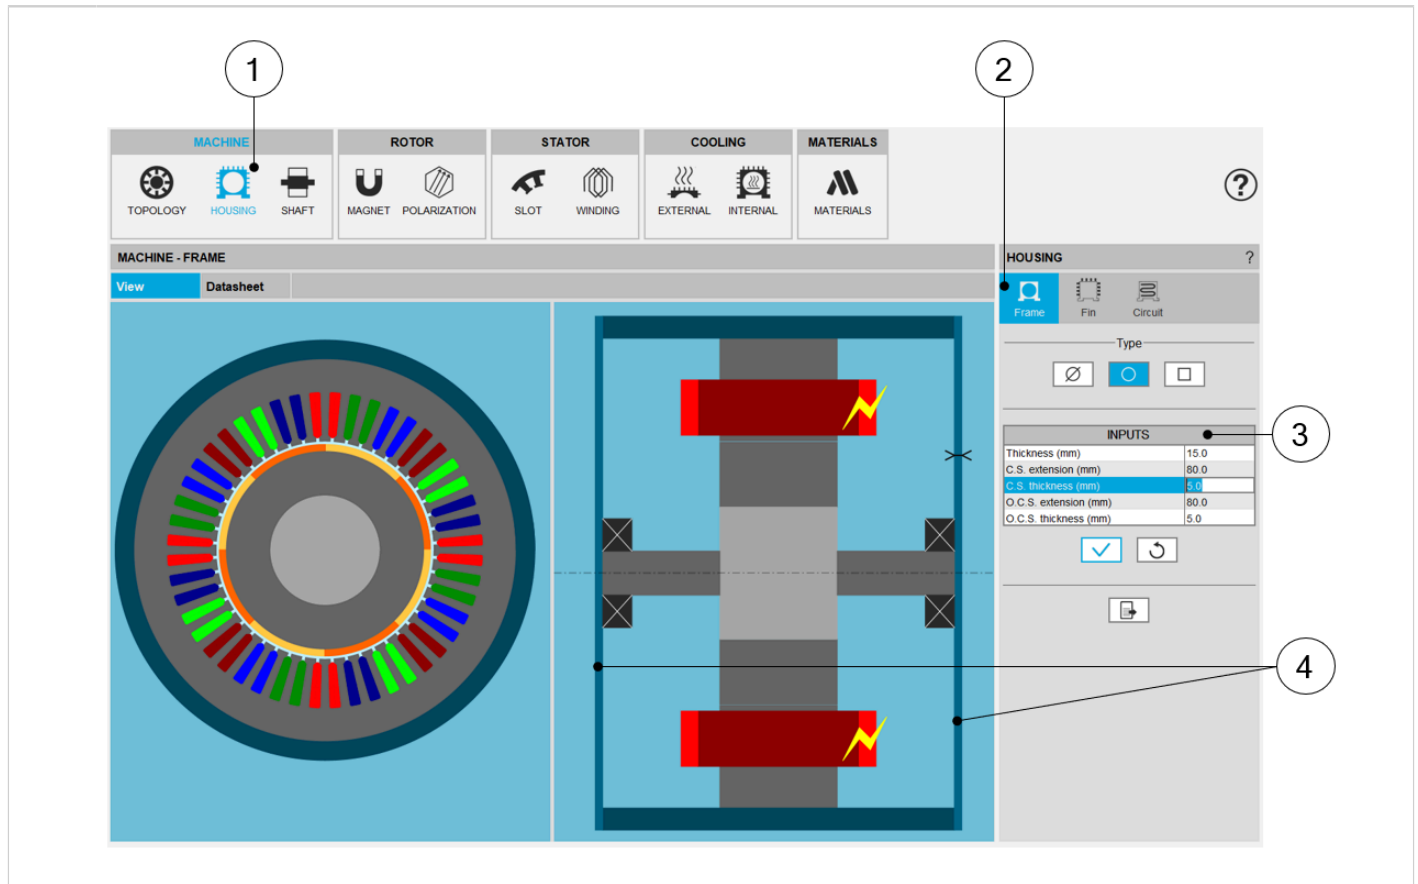 1
2
MACHINE
ROTOR
STATOR
COOLING
MATERIALS
TOPOLOGY
HOUSING
SHAFT
MAGNET
POLARIZATION
SLOT
WINDING
EXTERNAL
INTERNAL
MATERIALS
?
MACHINE - FRAME
HOUSING
?
View
Datasheet
Frame
Fin
Circuit
Type
INPUTS
3
Thickness (mm) 15.0
C.S. extension (mm) 80.0
C.S. thickness (mm) 5.0
O.C.S. extension (mm) 80.0
O.C.S. thickness (mm) 5.0
4